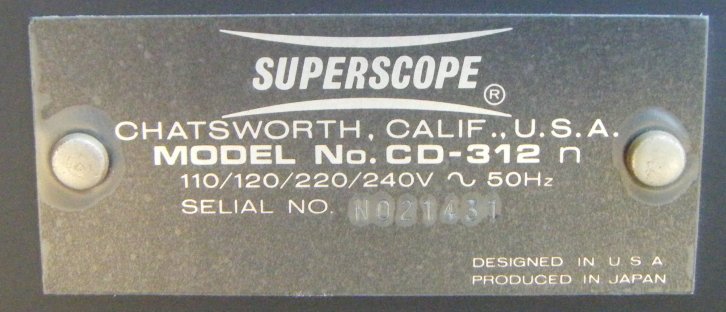 SUPERSCOPE ®
CHATSWORTH, CALIF., U.S.A.
MODEL No. CD-312 n
110/120/220/240V ∿ 50Hz
SELIAL NO. N021431
DESIGNED IN U S A
PRODUCED IN JAPAN